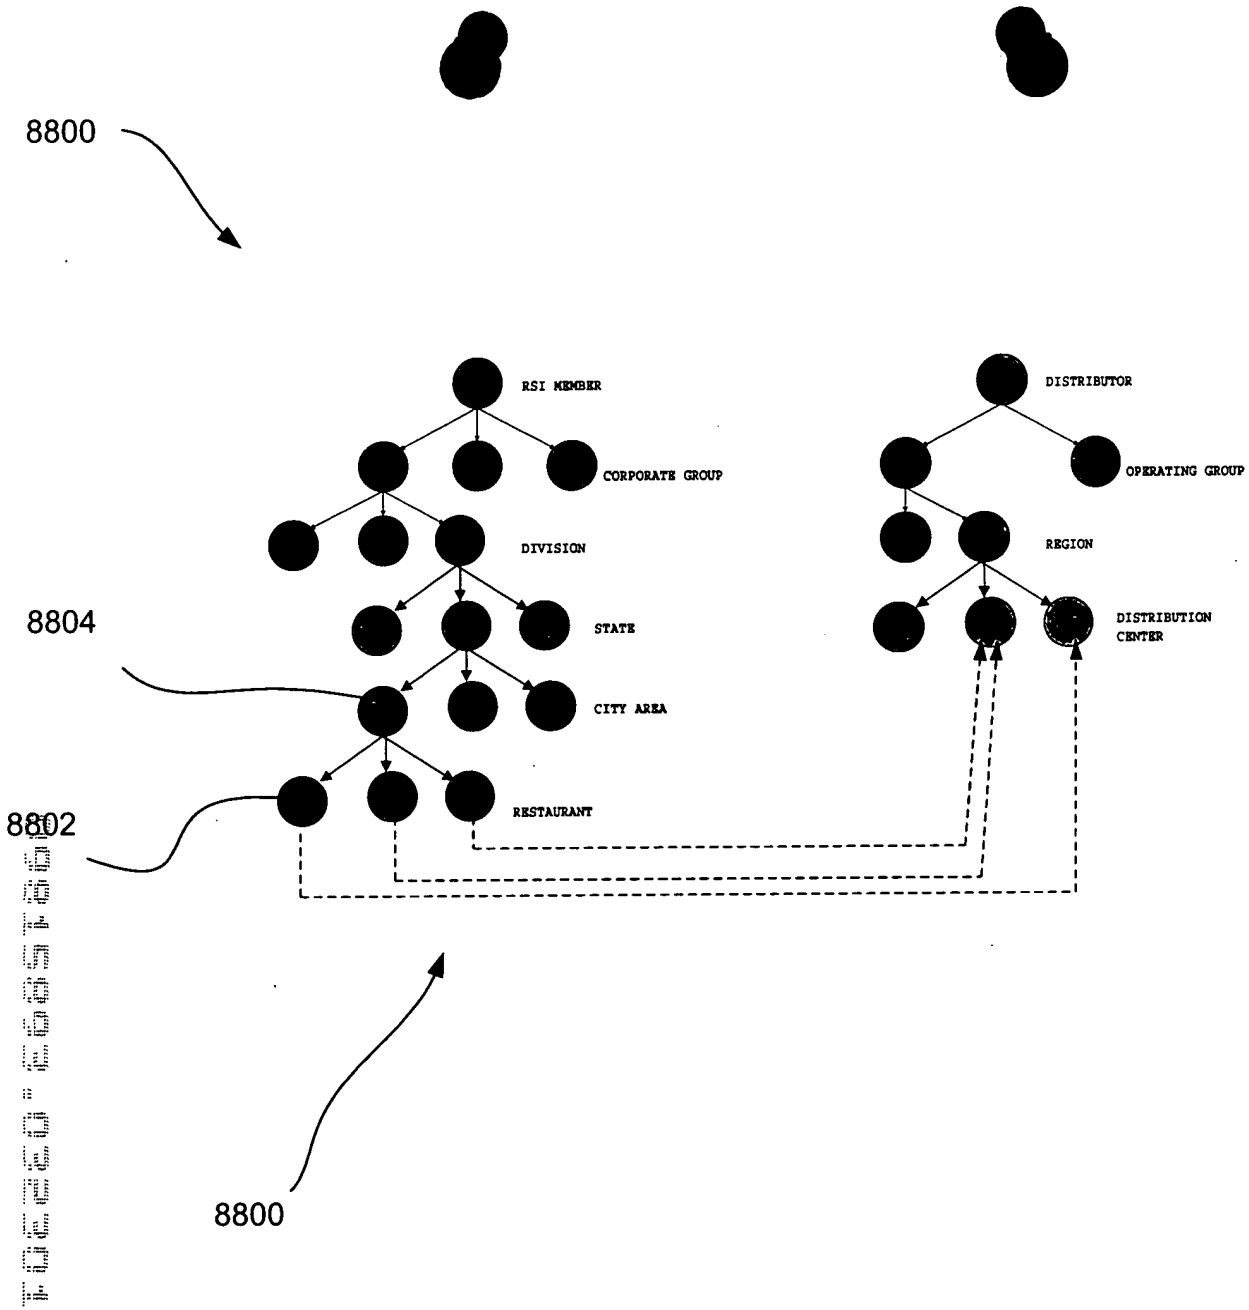 8800
RSI MEMBER
DISTRIBUTOR
CORPORATE GROUP
OPERATING GROUP
DIVISION
REGION
8804
STATE
DISTRIBUTION
CENTER
CITY AREA
8802
RESTAURANT
8800